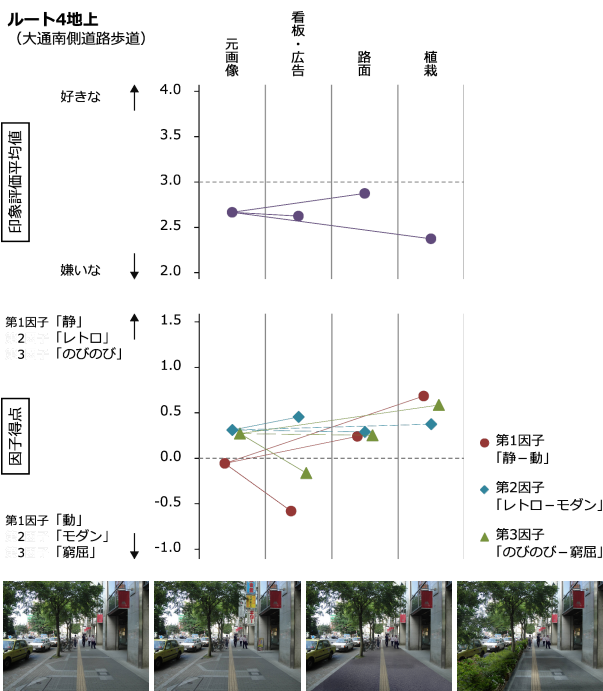 ルート4地上
（大通南側道路歩道）
元画像
看板・広告
路面
植栽
印象評価平均値
好きな
嫌いな
4.0
3.5
3.0
2.5
2.0
因子得点
第1因子「静」
2「レトロ」
3「のびのび」
第1因子「動」
2「モダン」
3「窮屈」
1.5
1.0
0.5
0.0
-0.5
-1.0
第1因子
「静－動」
第2因子
「レトロ－モダン」
第3因子
「のびのび－窮屈」